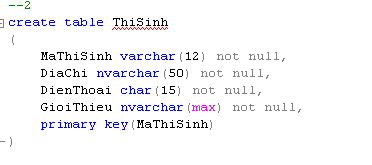 --2
create table ThiSinh
(
MaThiSinh varchar(12) not null,
DiaChi nvarchar(50) not null,
DienThoai char(15) not null,
GioiThieu nvarchar(max) not null,
primary key(MaThiSinh)
)